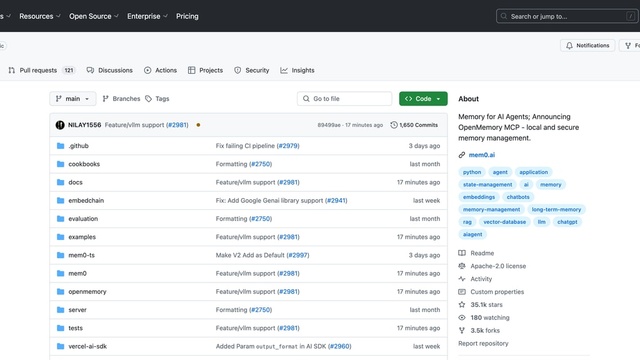 s Resources Open Source Enterprise Pricing Search or jump to... /
ic Notifications Fo
Pull requests 121 Discussions Actions Projects Security Insights
main Branches Tags Go to file Code
About
NILAY1556 Feature/vllm support (#2981) 89499ae · 17 minutes ago 1,650 Commits
Memory for AI Agents; Announcing
OpenMemory MCP - local and secure
memory management.
.github Fix failing CI pipeline (#2979) 3 days ago
mem0.ai
cookbooks Formatting (#2750) last month
python agent application
docs Feature/vllm support (#2981) 17 minutes ago
state-management ai memory
embedchain Fix: Add Google Genai library support (#2941) last week
embeddings chatbots
memory-management long-term-memory
evaluation Formatting (#2750) last month
rag vector-database llm chatgpt
aiagent
examples Feature/vllm support (#2981) 17 minutes ago
Readme
mem0-ts Make V2 Add as Default (#2997) 3 days ago
Apache-2.0 license
mem0 Feature/vllm support (#2981) 17 minutes ago
Activity
openmemory Feature/vllm support (#2981) 17 minutes ago
Custom properties
35.1k stars
server Formatting (#2750) last month
180 watching
tests Feature/vllm support (#2981) 17 minutes ago
3.5k forks
Report repository
vercel-ai-sdk Added Param output_format in AI SDK (#2960) last week